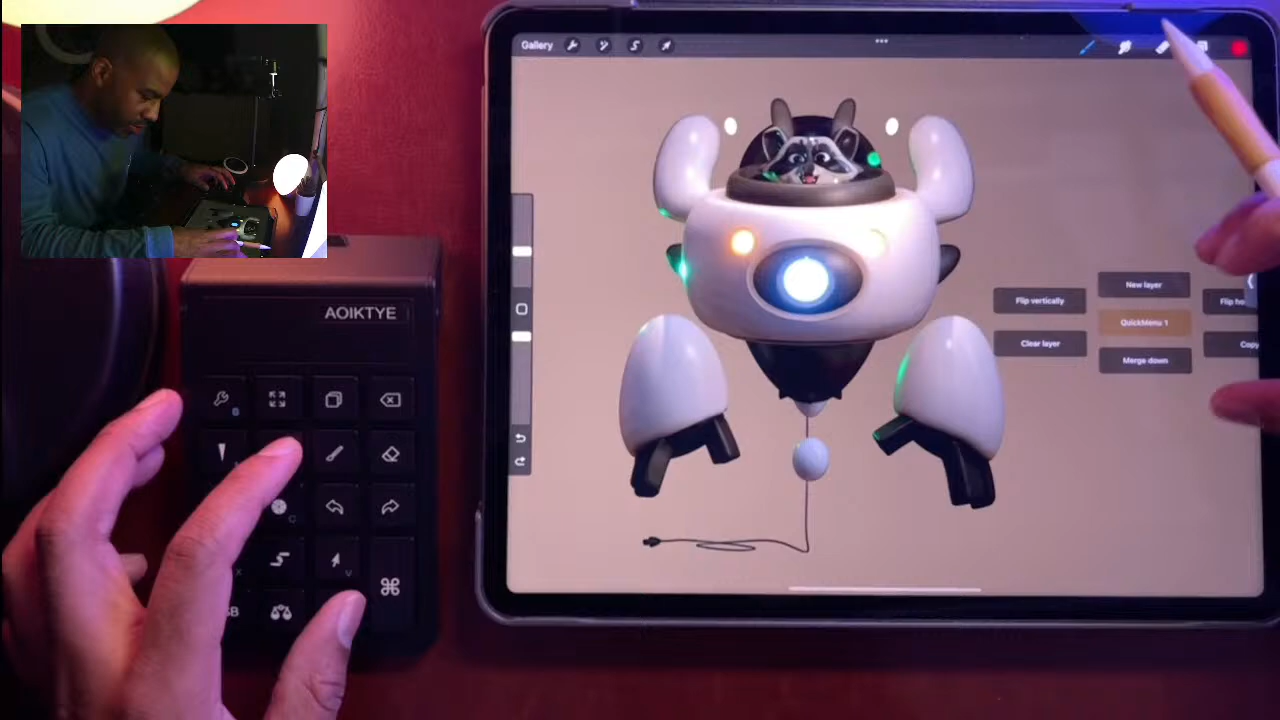 Gallery
New layer
Flip vertically
QuickMenu 1
Clear layer
Merge down
AOIKTYE